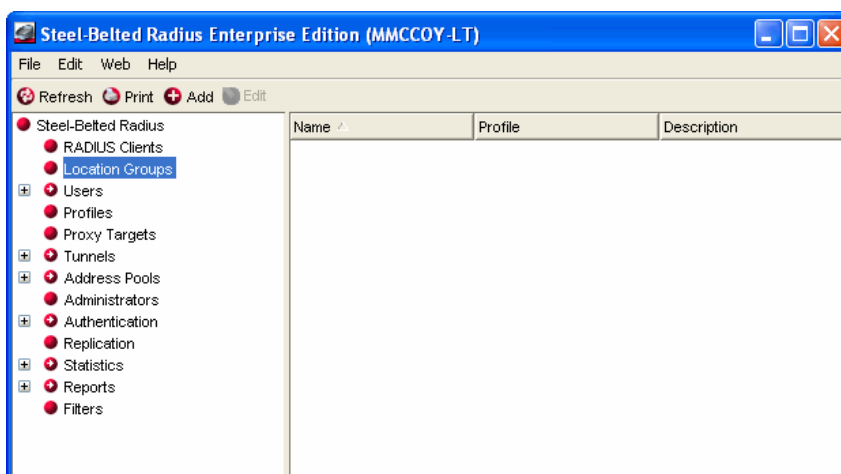 Steel-Belted Radius Enterprise Edition (MMCCOY-LT)
File Edit Web Help
Refresh Print Add Edit
Steel-Belted Radius
RADIUS Clients
Location Groups
Users
Profiles
Proxy Targets
Tunnels
Address Pools
Administrators
Authentication
Replication
Statistics
Reports
Filters
Name Profile Description